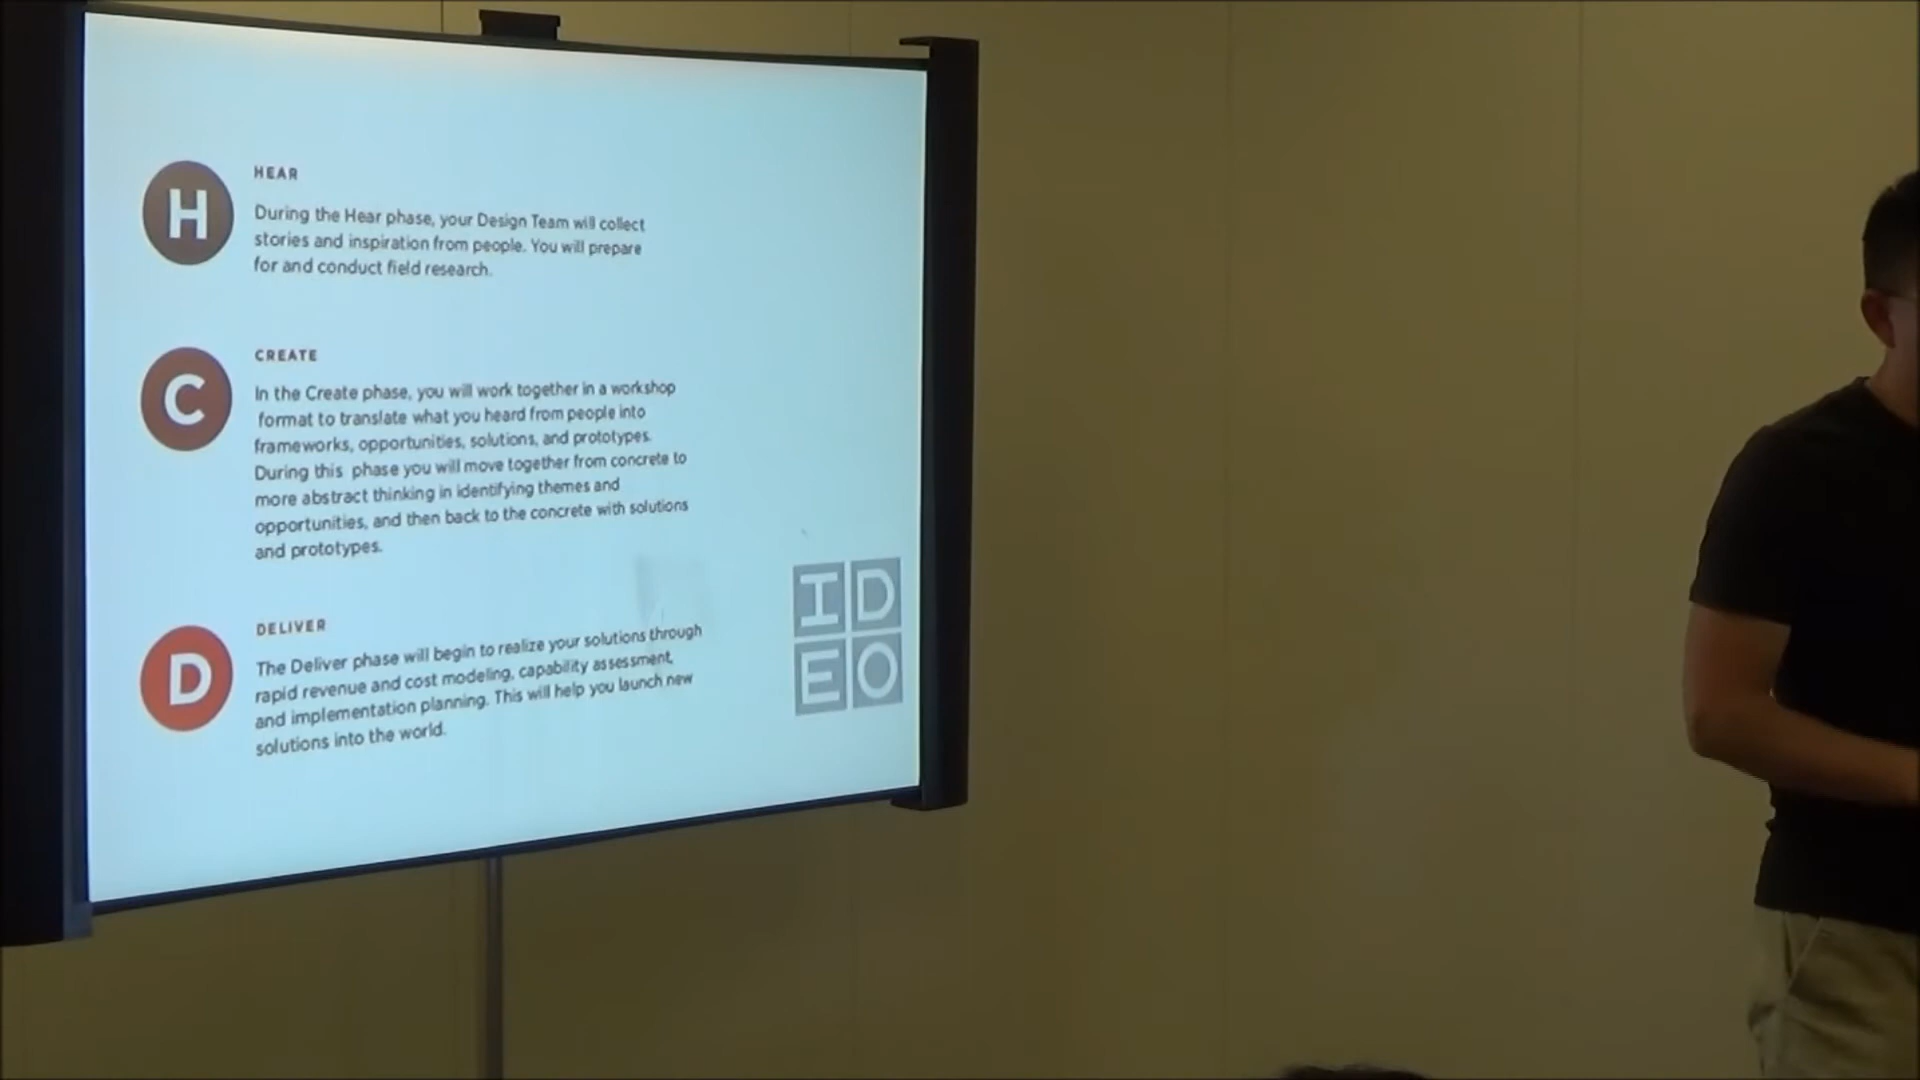 H
HEAR
During the Hear phase, your Design Team will collect
stories and inspiration from people. You will prepare
for and conduct field research.
C
CREATE
In the Create phase, you will work together in a workshop
format to translate what you heard from people into
frameworks, opportunities, solutions, and prototypes.
During this phase you will move together from concrete to
more abstract thinking in identifying themes and
opportunities, and then back to the concrete with solutions
and prototypes.
D
DELIVER
The Deliver phase will begin to realize your solutions through
rapid revenue and cost modeling, capability assessment,
and implementation planning. This will help you launch new
solutions into the world.
ID
EO